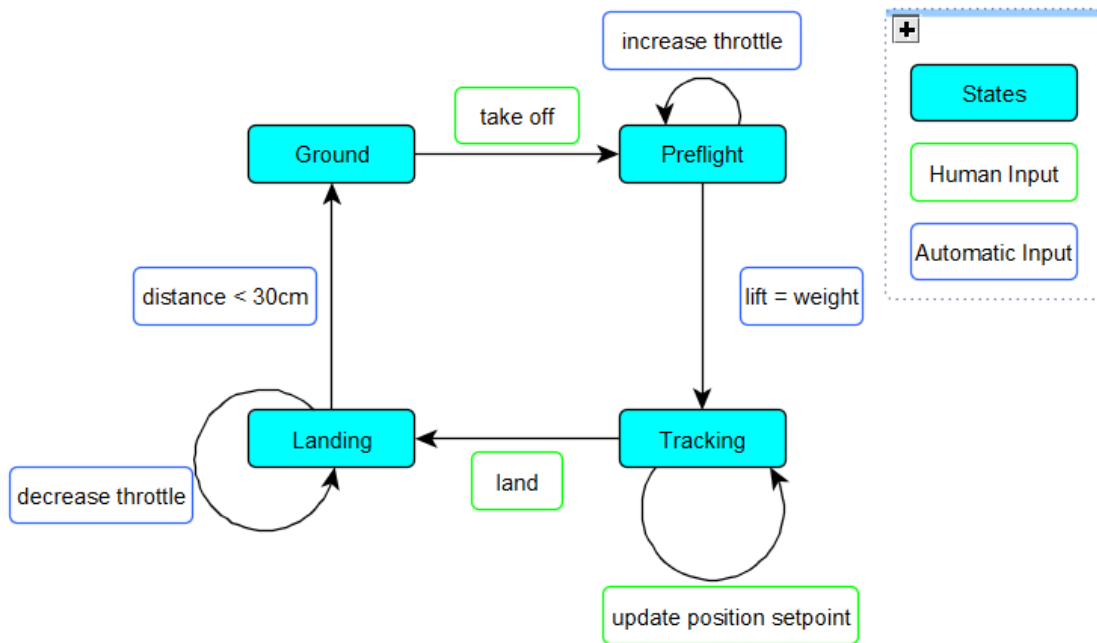 increase throttle
take off
Ground
Preflight
distance < 30cm
lift = weight
Landing
Tracking
decrease throttle
land
update position setpoint
States
Human Input
Automatic Input